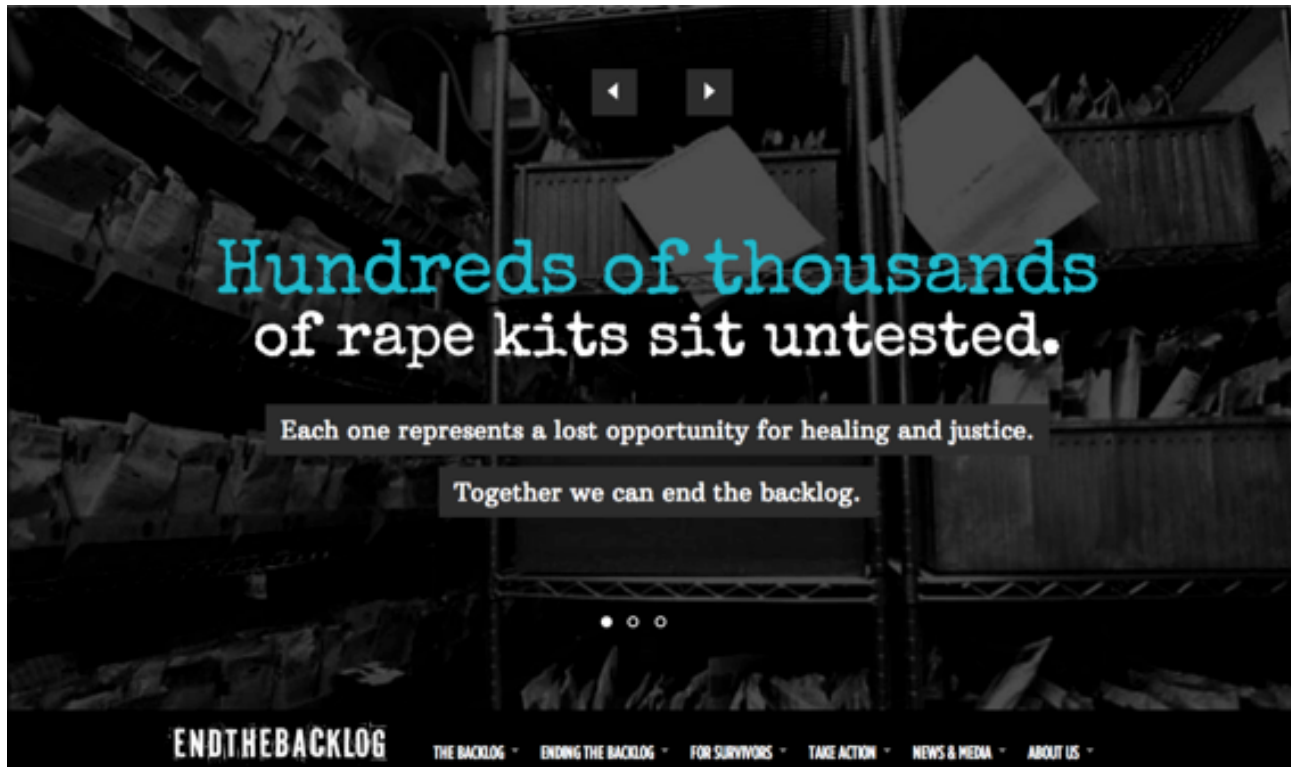 Hundreds of thousands
of rape kits sit untested.
Each one represents a lost opportunity for healing and justice.
Together we can end the backlog.
ENDTHEBACKLOG
THE BACKLOG ENDING THE BACKLOG FOR SURVIVORS TAKE ACTION NEWS & MEDIA ABOUT US